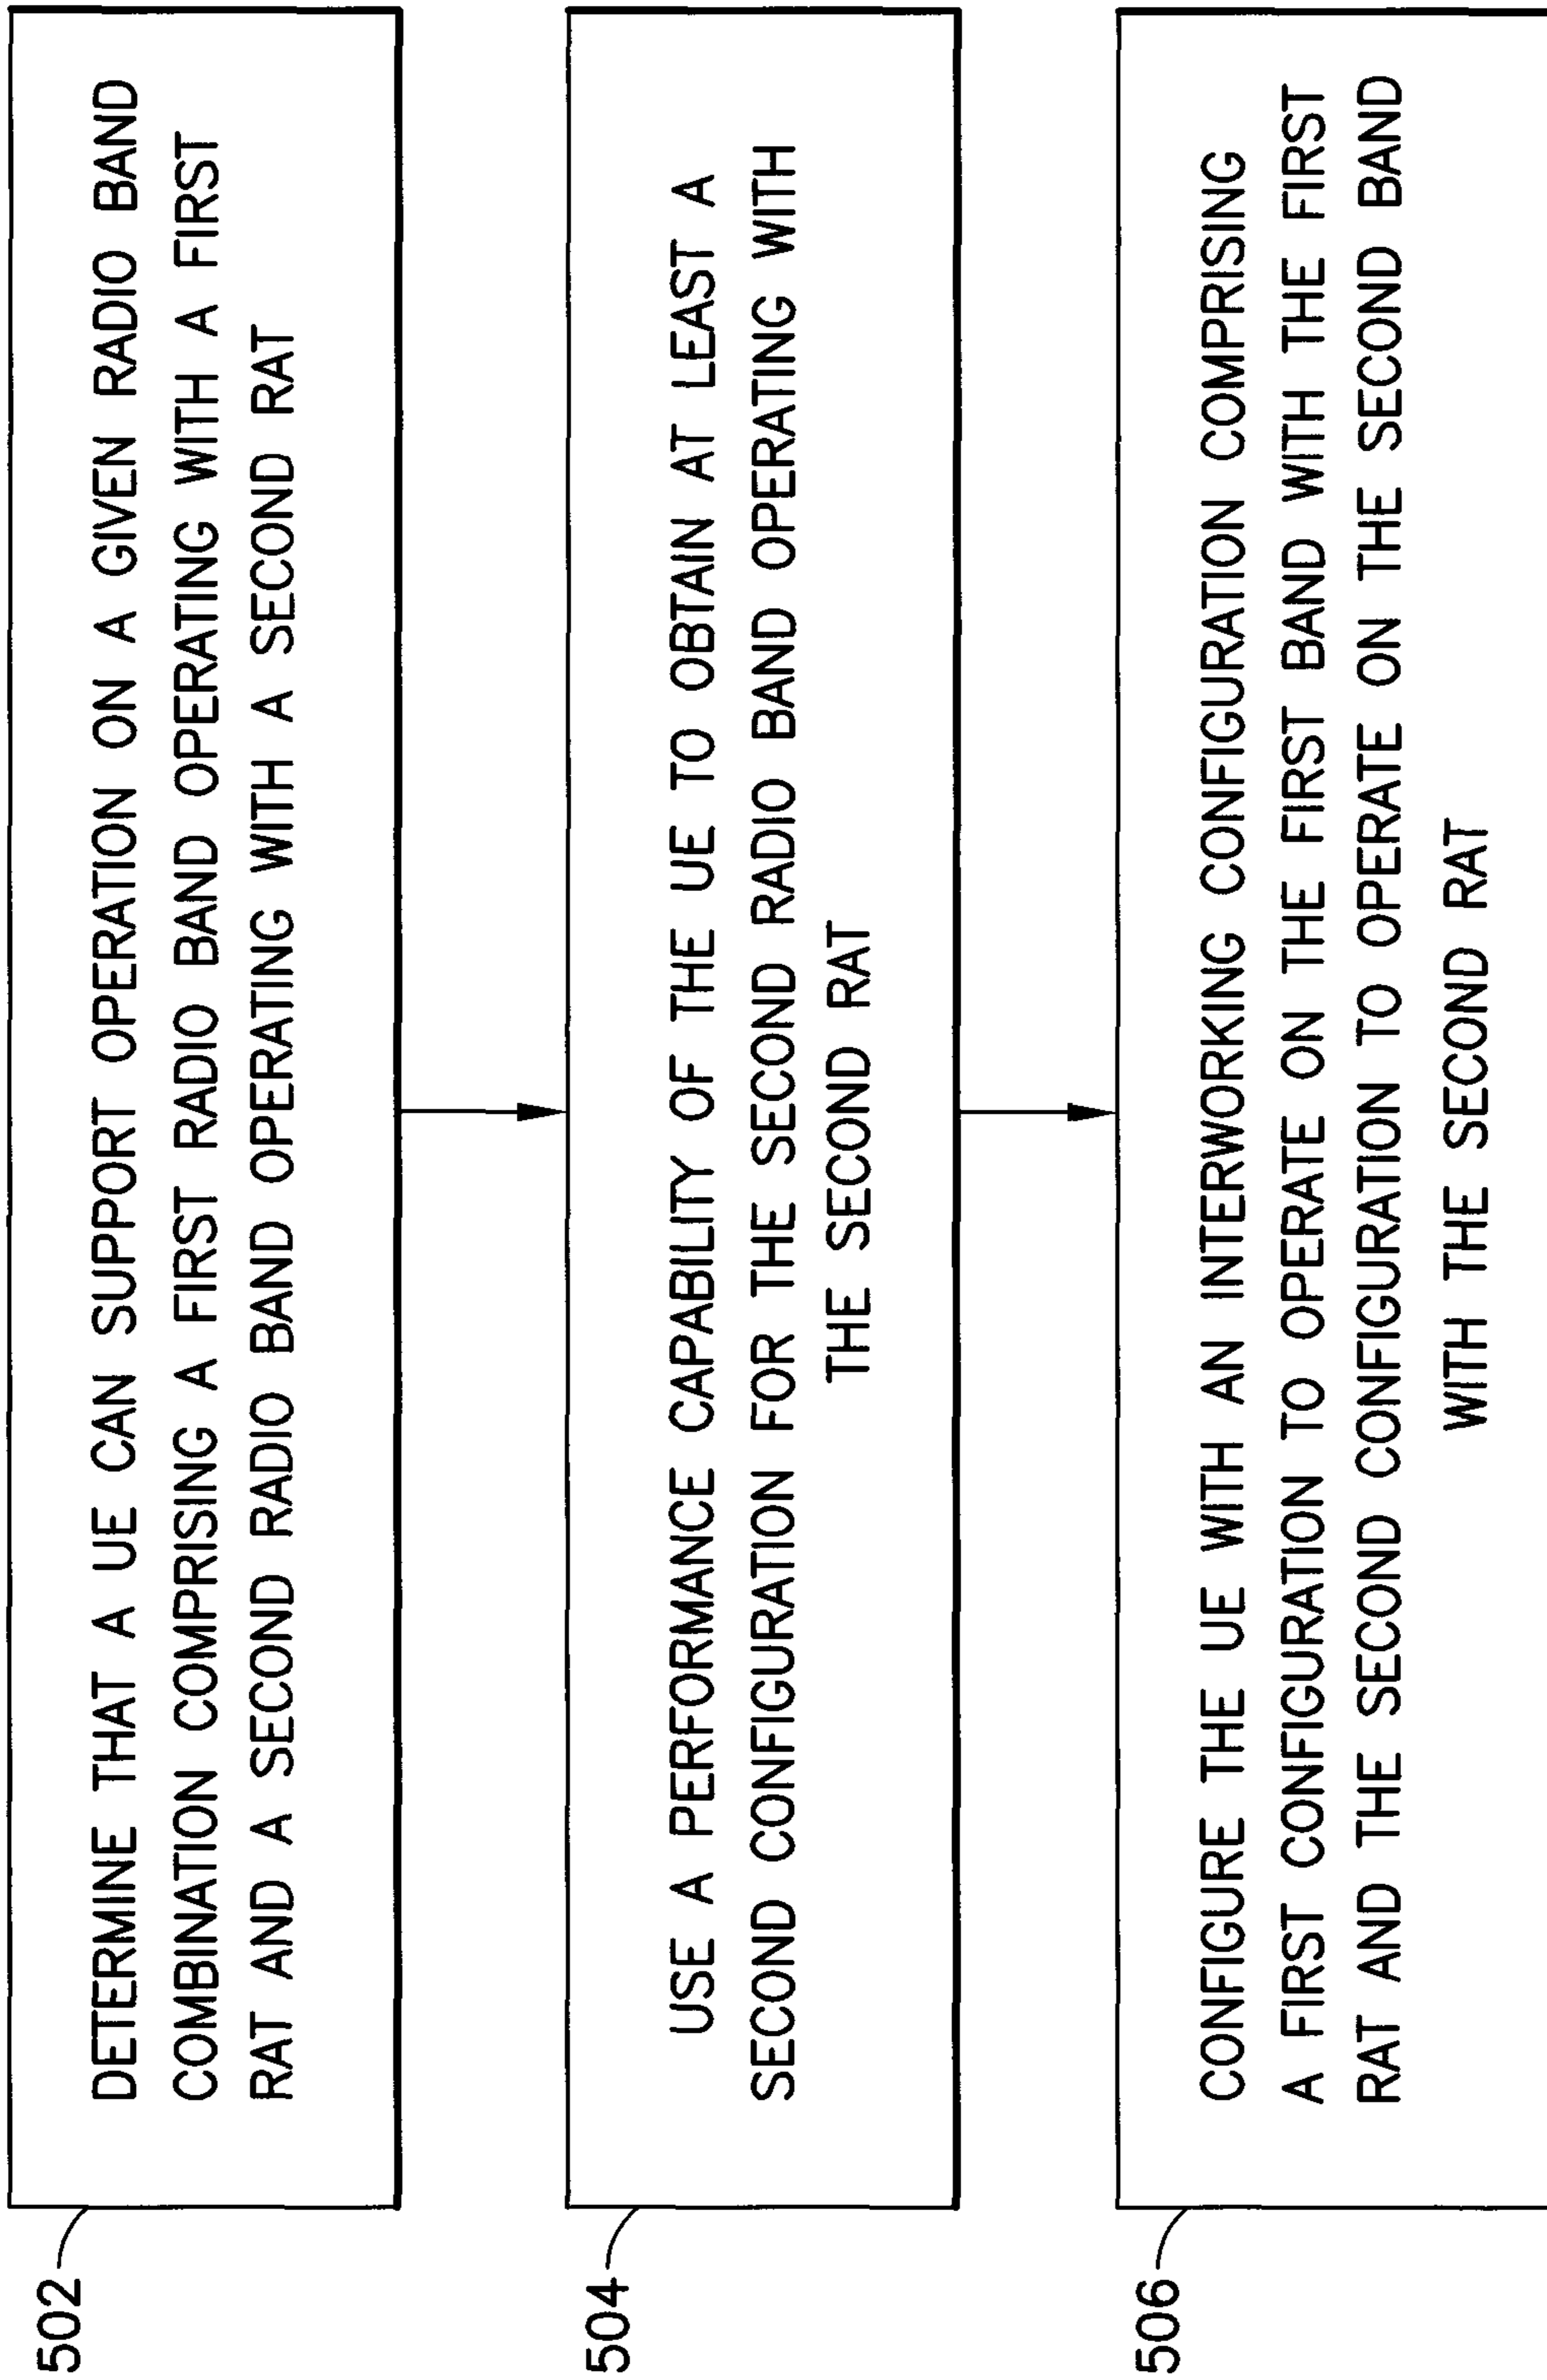 502
DETERMINE THAT A UE CAN SUPPORT OPERATION ON A GIVEN RADIO BAND
COMBINATION COMPRISING A FIRST RADIO BAND OPERATING WITH A FIRST
RAT AND A SECOND RADIO BAND OPERATING WITH A SECOND RAT
504
USE A PERFORMANCE CAPABILITY OF THE UE TO OBTAIN AT LEAST A
SECOND CONFIGURATION FOR THE SECOND RADIO BAND OPERATING WITH
THE SECOND RAT
506
CONFIGURE THE UE WITH AN INTERWORKING CONFIGURATION COMPRISING
A FIRST CONFIGURATION TO OPERATE ON THE FIRST BAND WITH THE FIRST
RAT AND THE SECOND CONFIGURATION TO OPERATE ON THE SECOND BAND
WITH THE SECOND RAT